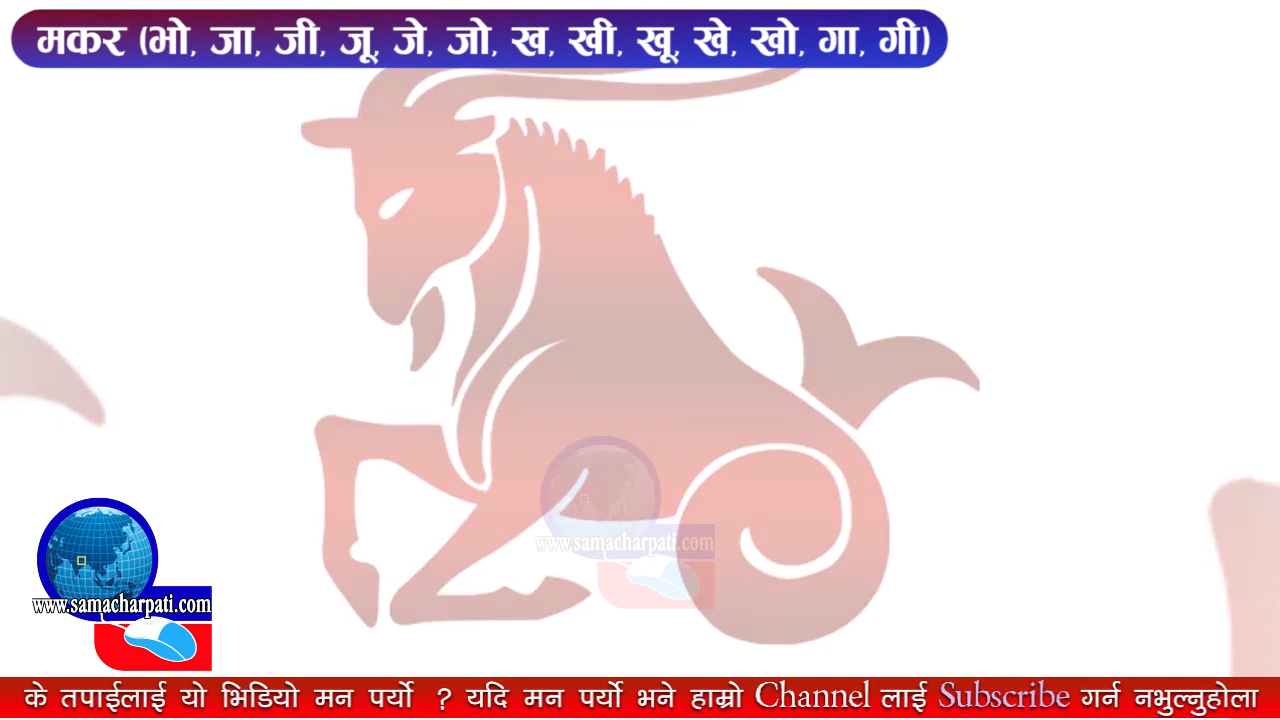 मकर (भो, जा, जी, जू, जे, जो, ख, खी, खू, खे, खो, गा, गी)
www.samacharpati.com
www.samacharpati.com
के तपाईलाई यो भिडियो मन पर्यो ? यदि मन पर्यो भने हाम्रो Channel लाई Subscribe गर्न नभुल्नुहोला